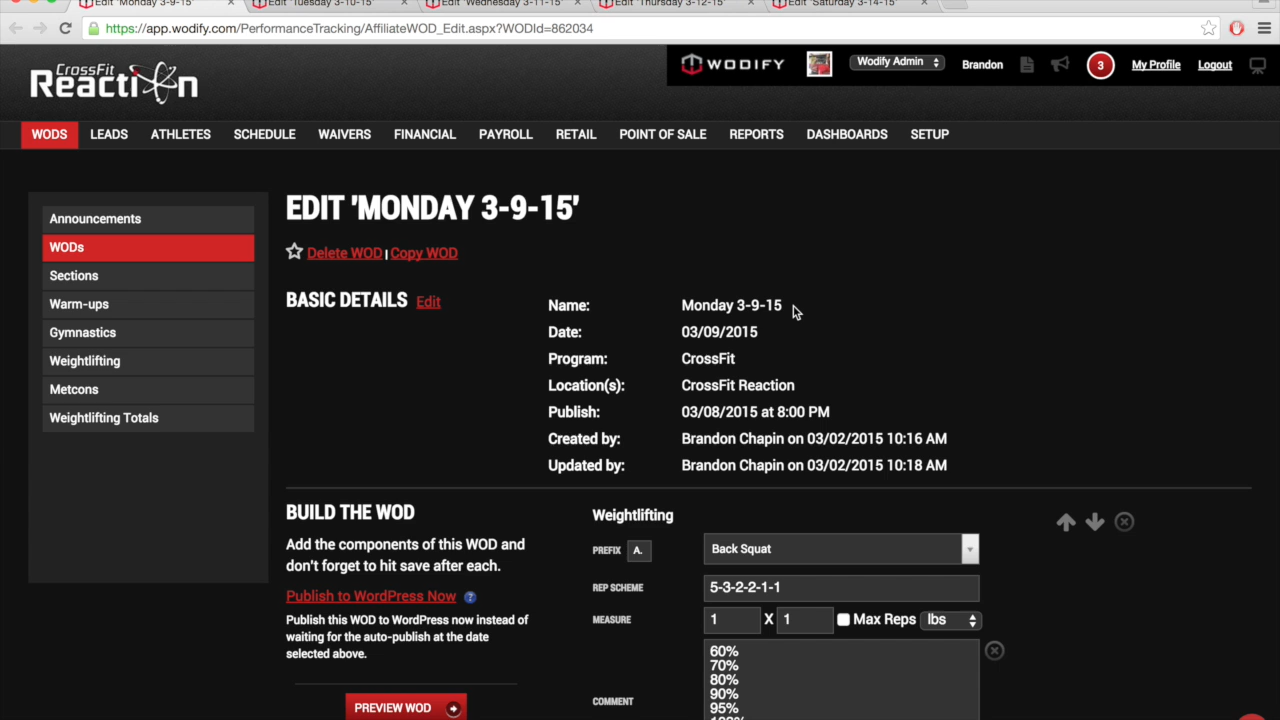 Edit 'Monday 3-9-15'
Edit 'Tuesday 3-10-15'
Edit 'Wednesday 3-11-15'
Edit 'Thursday 3-12-15'
Edit 'Saturday 3-14-15'
https://app.wodify.com/PerformanceTracking/AffiliateWOD_Edit.aspx?WODId=862034
CrossFit
Reaction
WODIFY
Wodify Admin
Brandon
3
My Profile
Logout
WODS LEADS ATHLETES SCHEDULE WAIVERS FINANCIAL PAYROLL RETAIL POINT OF SALE REPORTS DASHBOARDS SETUP
Announcements
WODs
Sections
Warm-ups
Gymnastics
Weightlifting
Metcons
Weightlifting Totals
EDIT 'MONDAY 3-9-15'
Delete WOD | Copy WOD
BASIC DETAILS Edit
Name: Monday 3-9-15
Date: 03/09/2015
Program: CrossFit
Location(s): CrossFit Reaction
Publish: 03/08/2015 at 8:00 PM
Created by: Brandon Chapin on 03/02/2015 10:16 AM
Updated by: Brandon Chapin on 03/02/2015 10:18 AM
BUILD THE WOD
Add the components of this WOD and
don't forget to hit save after each.
Publish to WordPress Now ?
Publish this WOD to WordPress now instead of
waiting for the auto-publish at the date
selected above.
PREVIEW WOD
Weightlifting
PREFIX A. Back Squat
REP SCHEME 5-3-2-2-1-1
MEASURE 1 X 1 Max Reps lbs
COMMENT
60%
70%
80%
90%
95%